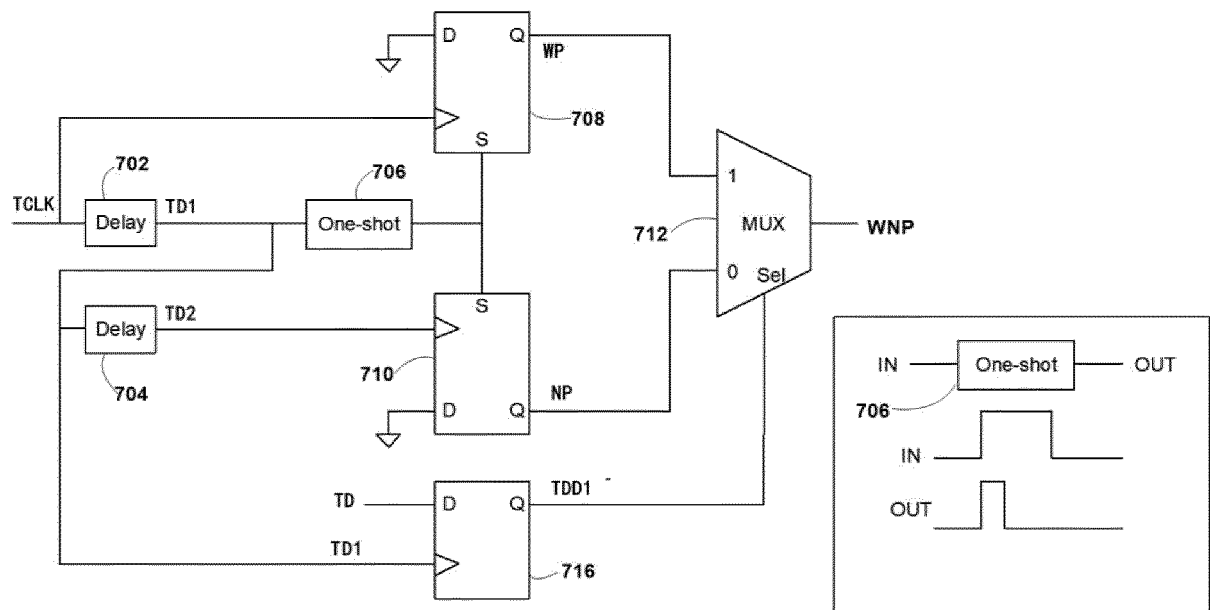 D Q
WP
708
S
702
706
TCLK
Delay
TD1
One-shot
1
712
MUX
WNP
0
Sel
S
Delay
TD2
704
710
NP
D Q
IN
One-shot
OUT
706
IN
OUT
TD
D Q
TDD1
TD1
716